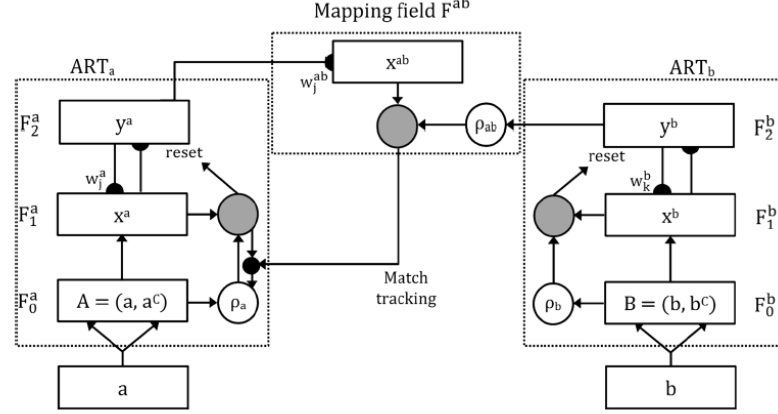 Mapping field F^ab
ART_a
x^ab
w_j^ab
ART_b
F_2^a
y^a
ρ_ab
y^b
F_2^b
reset
reset
w_j^a
w_k^b
F_1^a
x^a
x^b
F_1^b
Match
tracking
F_0^a
A = (a, a^C)
ρ_a
ρ_b
B = (b, b^C)
F_0^b
a
b